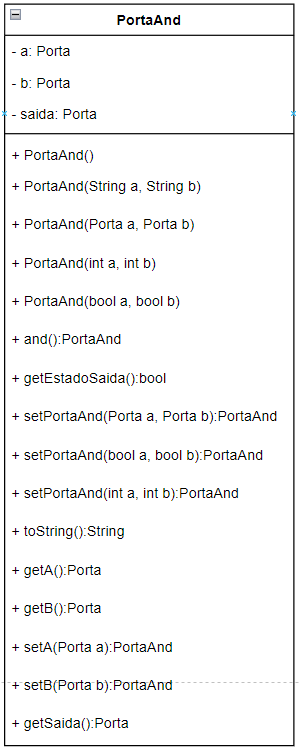 PortaAnd
- a: Porta
- b: Porta
- saida: Porta
+ PortaAnd()
+ PortaAnd(String a, String b)
+ PortaAnd(Porta a, Porta b)
+ PortaAnd(int a, int b)
+ PortaAnd(bool a, bool b)
+ and():PortaAnd
+ getEstadoSaida():bool
+ setPortaAnd(Porta a, Porta b):PortaAnd
+ setPortaAnd(bool a, bool b):PortaAnd
+ setPortaAnd(int a, int b):PortaAnd
+ toString():String
+ getA():Porta
+ getB():Porta
+ setA(Porta a):PortaAnd
+ setB(Porta b):PortaAnd
+ getSaida():Porta